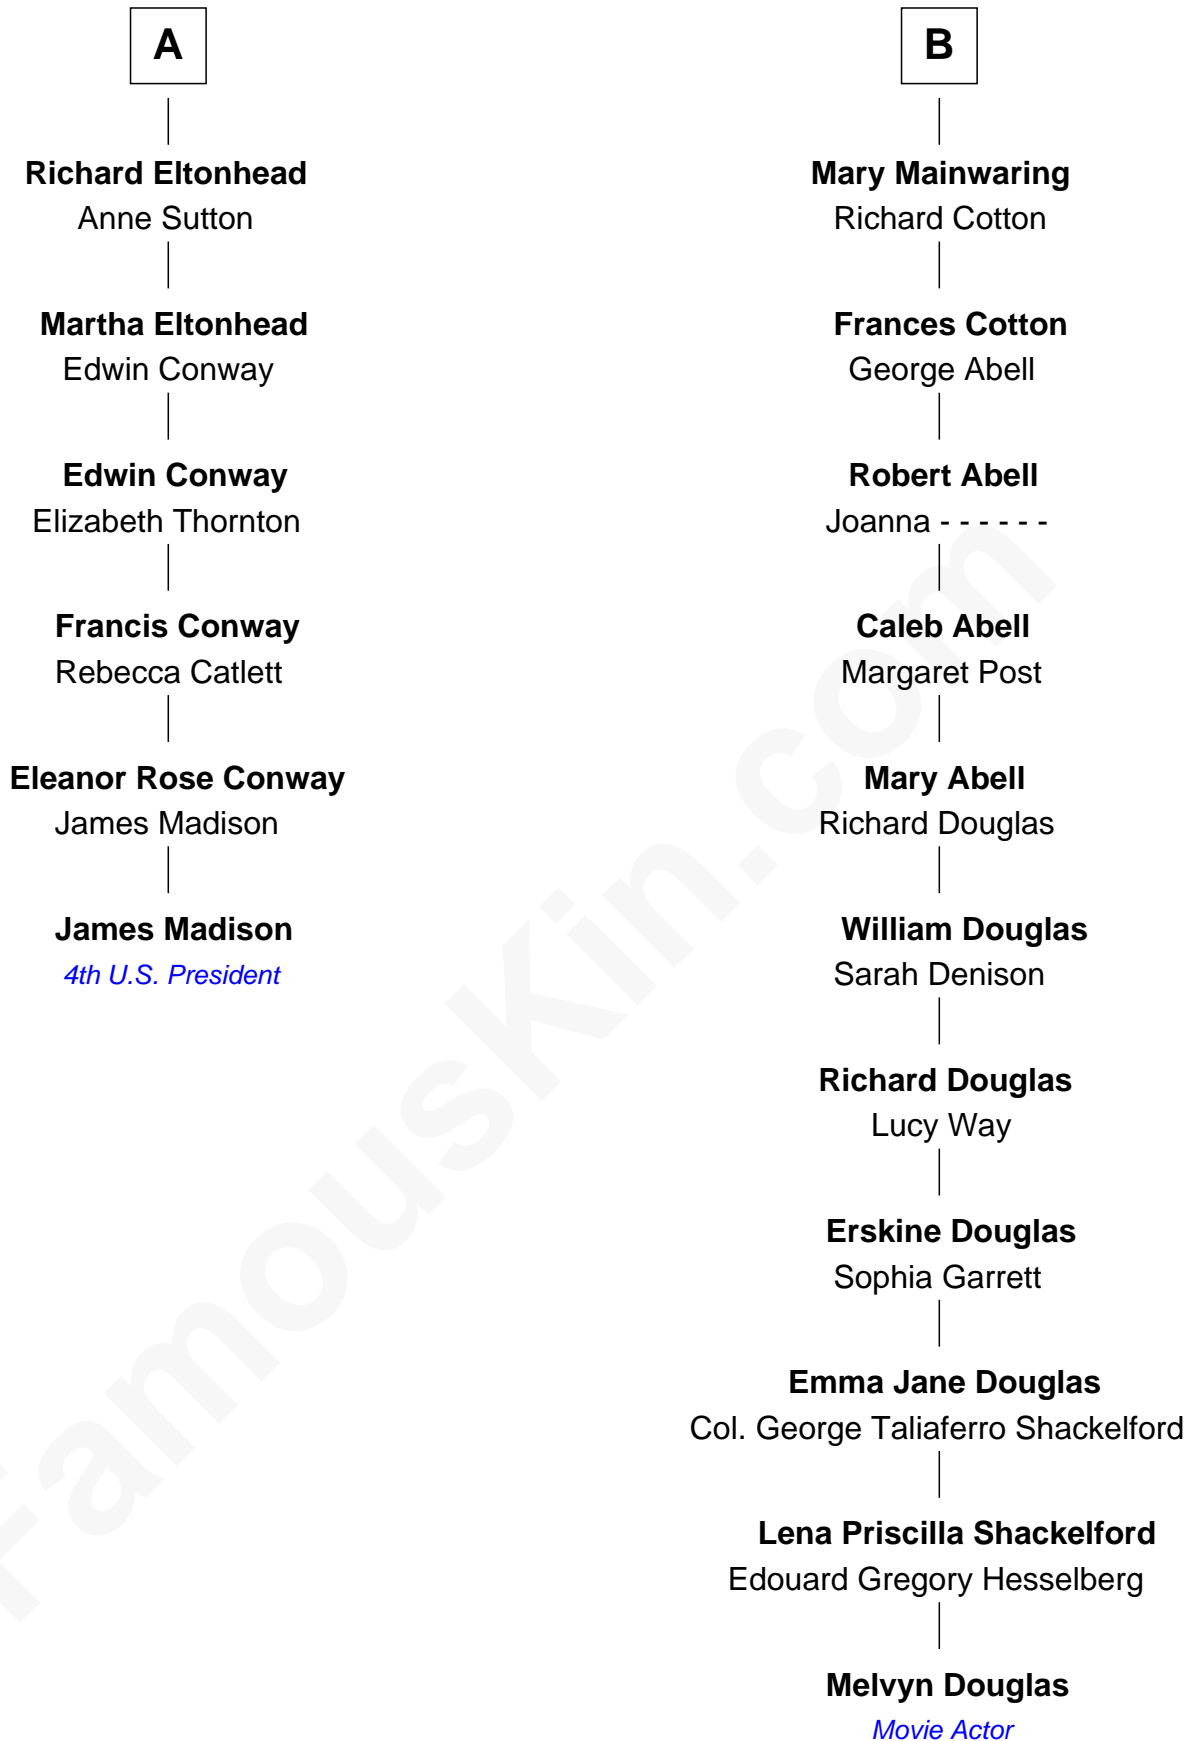 A
Richard Eltonhead
Anne Sutton
Martha Eltonhead
Edwin Conway
Edwin Conway
Elizabeth Thornton
Francis Conway
Rebecca Catlett
Eleanor Rose Conway
James Madison
James Madison
4th U.S. President
B
Mary Mainwaring
Richard Cotton
Frances Cotton
George Abell
Robert Abell
Joanna - - - - - -
Caleb Abell
Margaret Post
Mary Abell
Richard Douglas
William Douglas
Sarah Denison
Richard Douglas
Lucy Way
Erskine Douglas
Sophia Garrett
Emma Jane Douglas
Col. George Taliaferro Shackelford
Lena Priscilla Shackelford
Edouard Gregory Hesselberg
Melvyn Douglas
Movie Actor
FamousKin.com